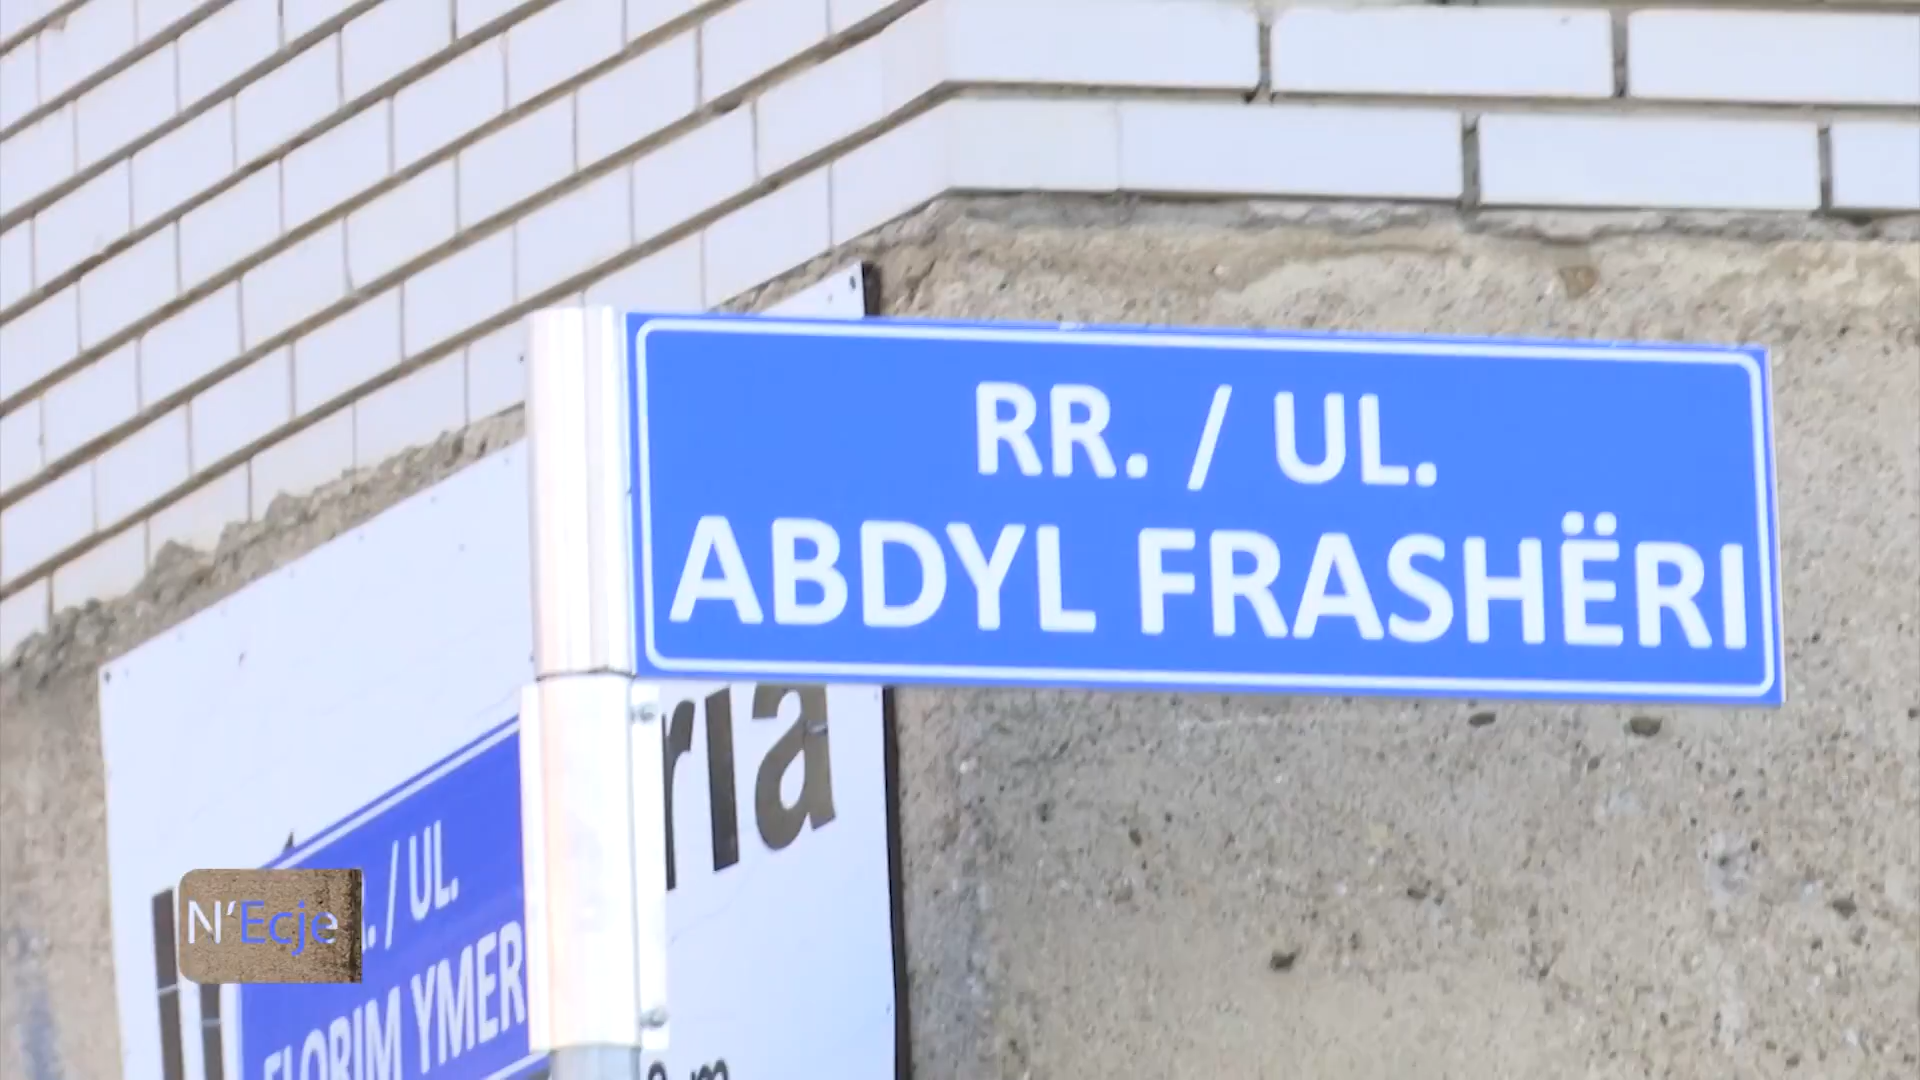 RR. / UL.
ABDYL FRASHËRI
ria
. / UL.
FLORIM YMER
N'Ecje